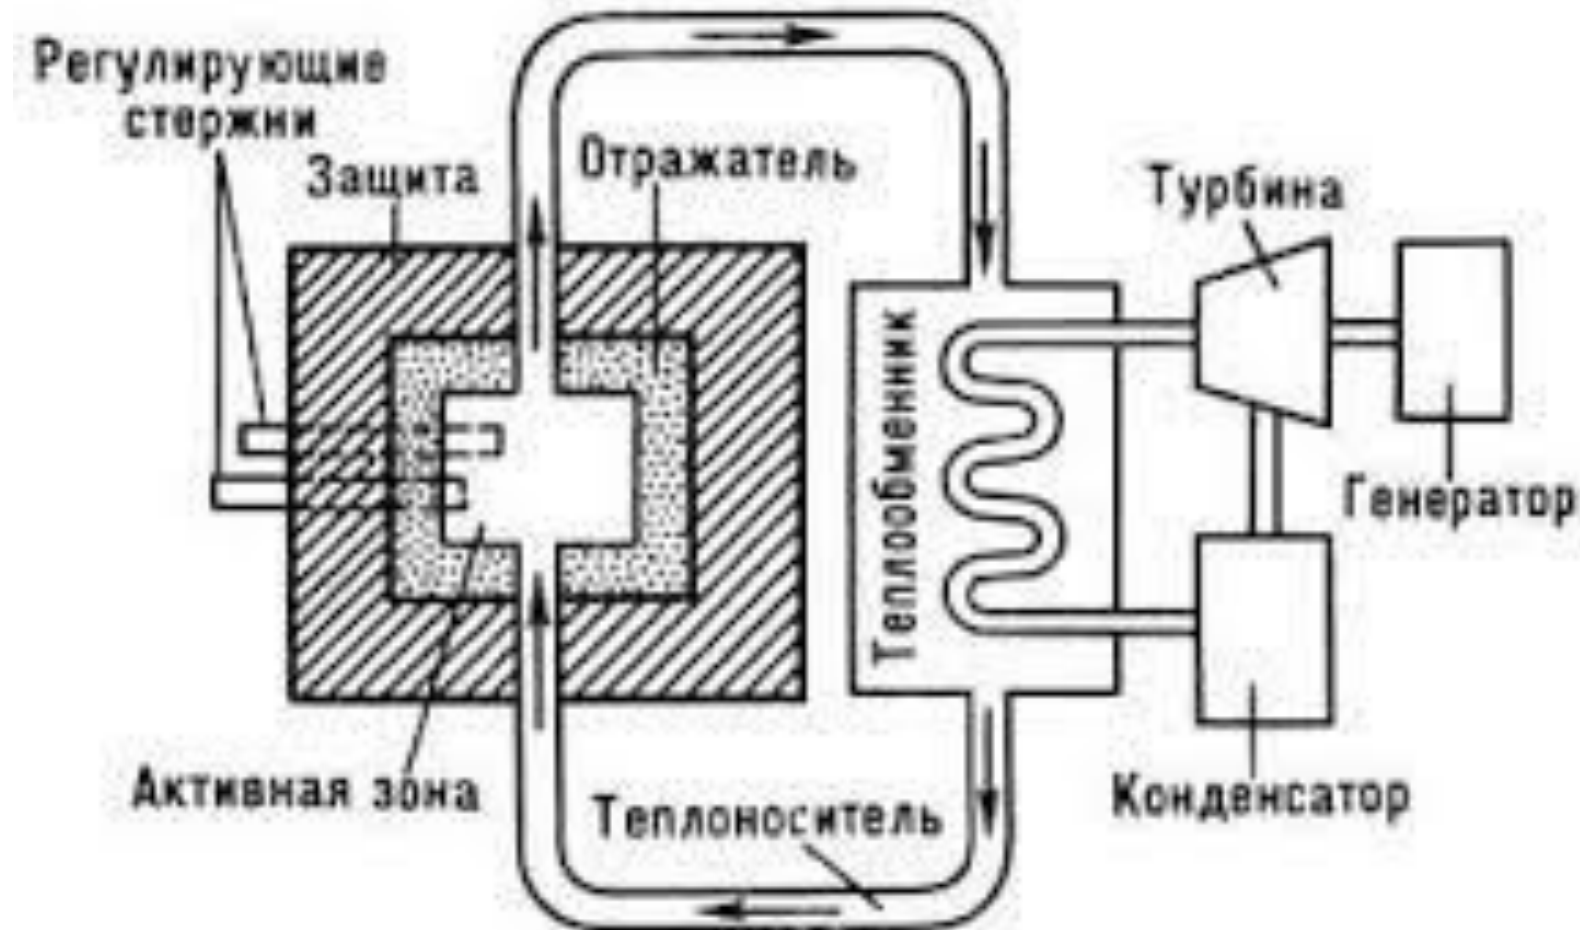 Регулирующие
стержни
Защита
Отражатель
Турбина
Теплообменник
Генератор
Активная зона
Теплоноситель
Конденсатор